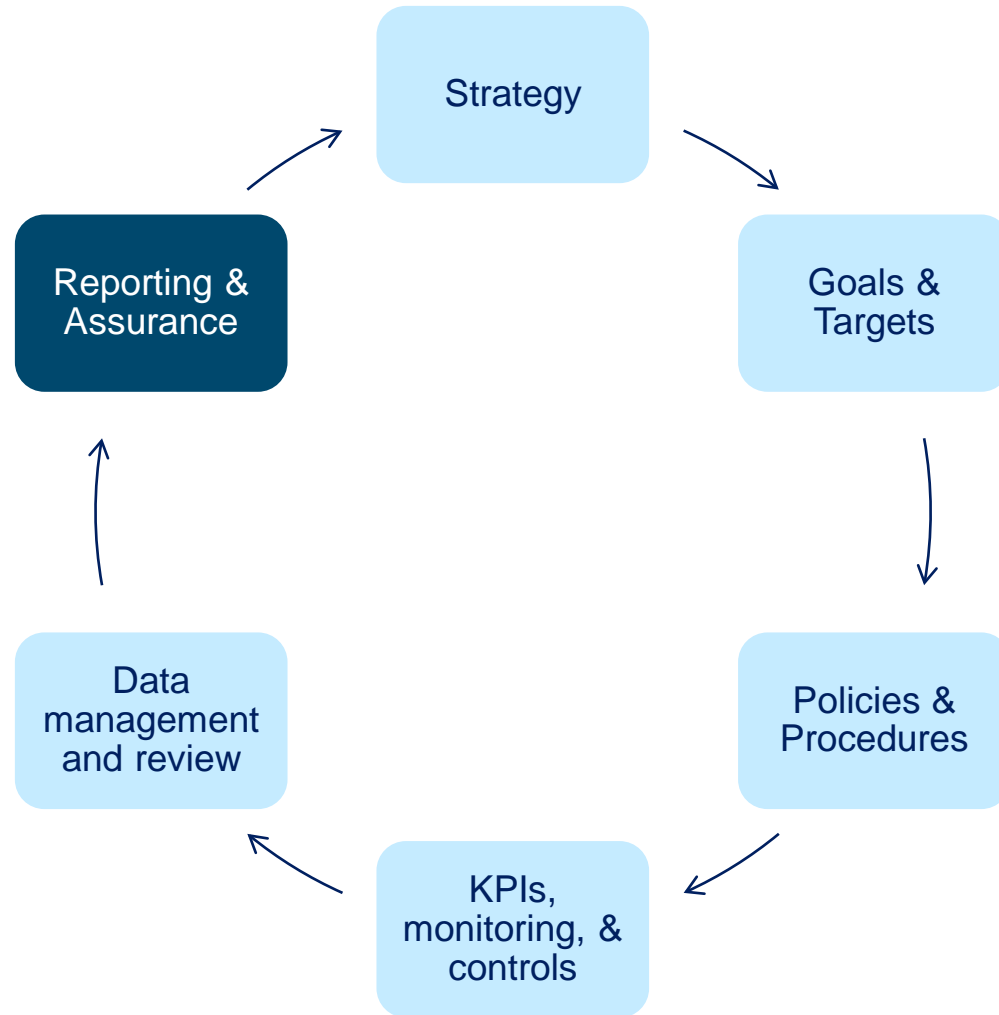 Strategy
Goals &
Targets
Policies &
Procedures
KPIs,
monitoring, &
controls
Data
management
and review
Reporting &
Assurance